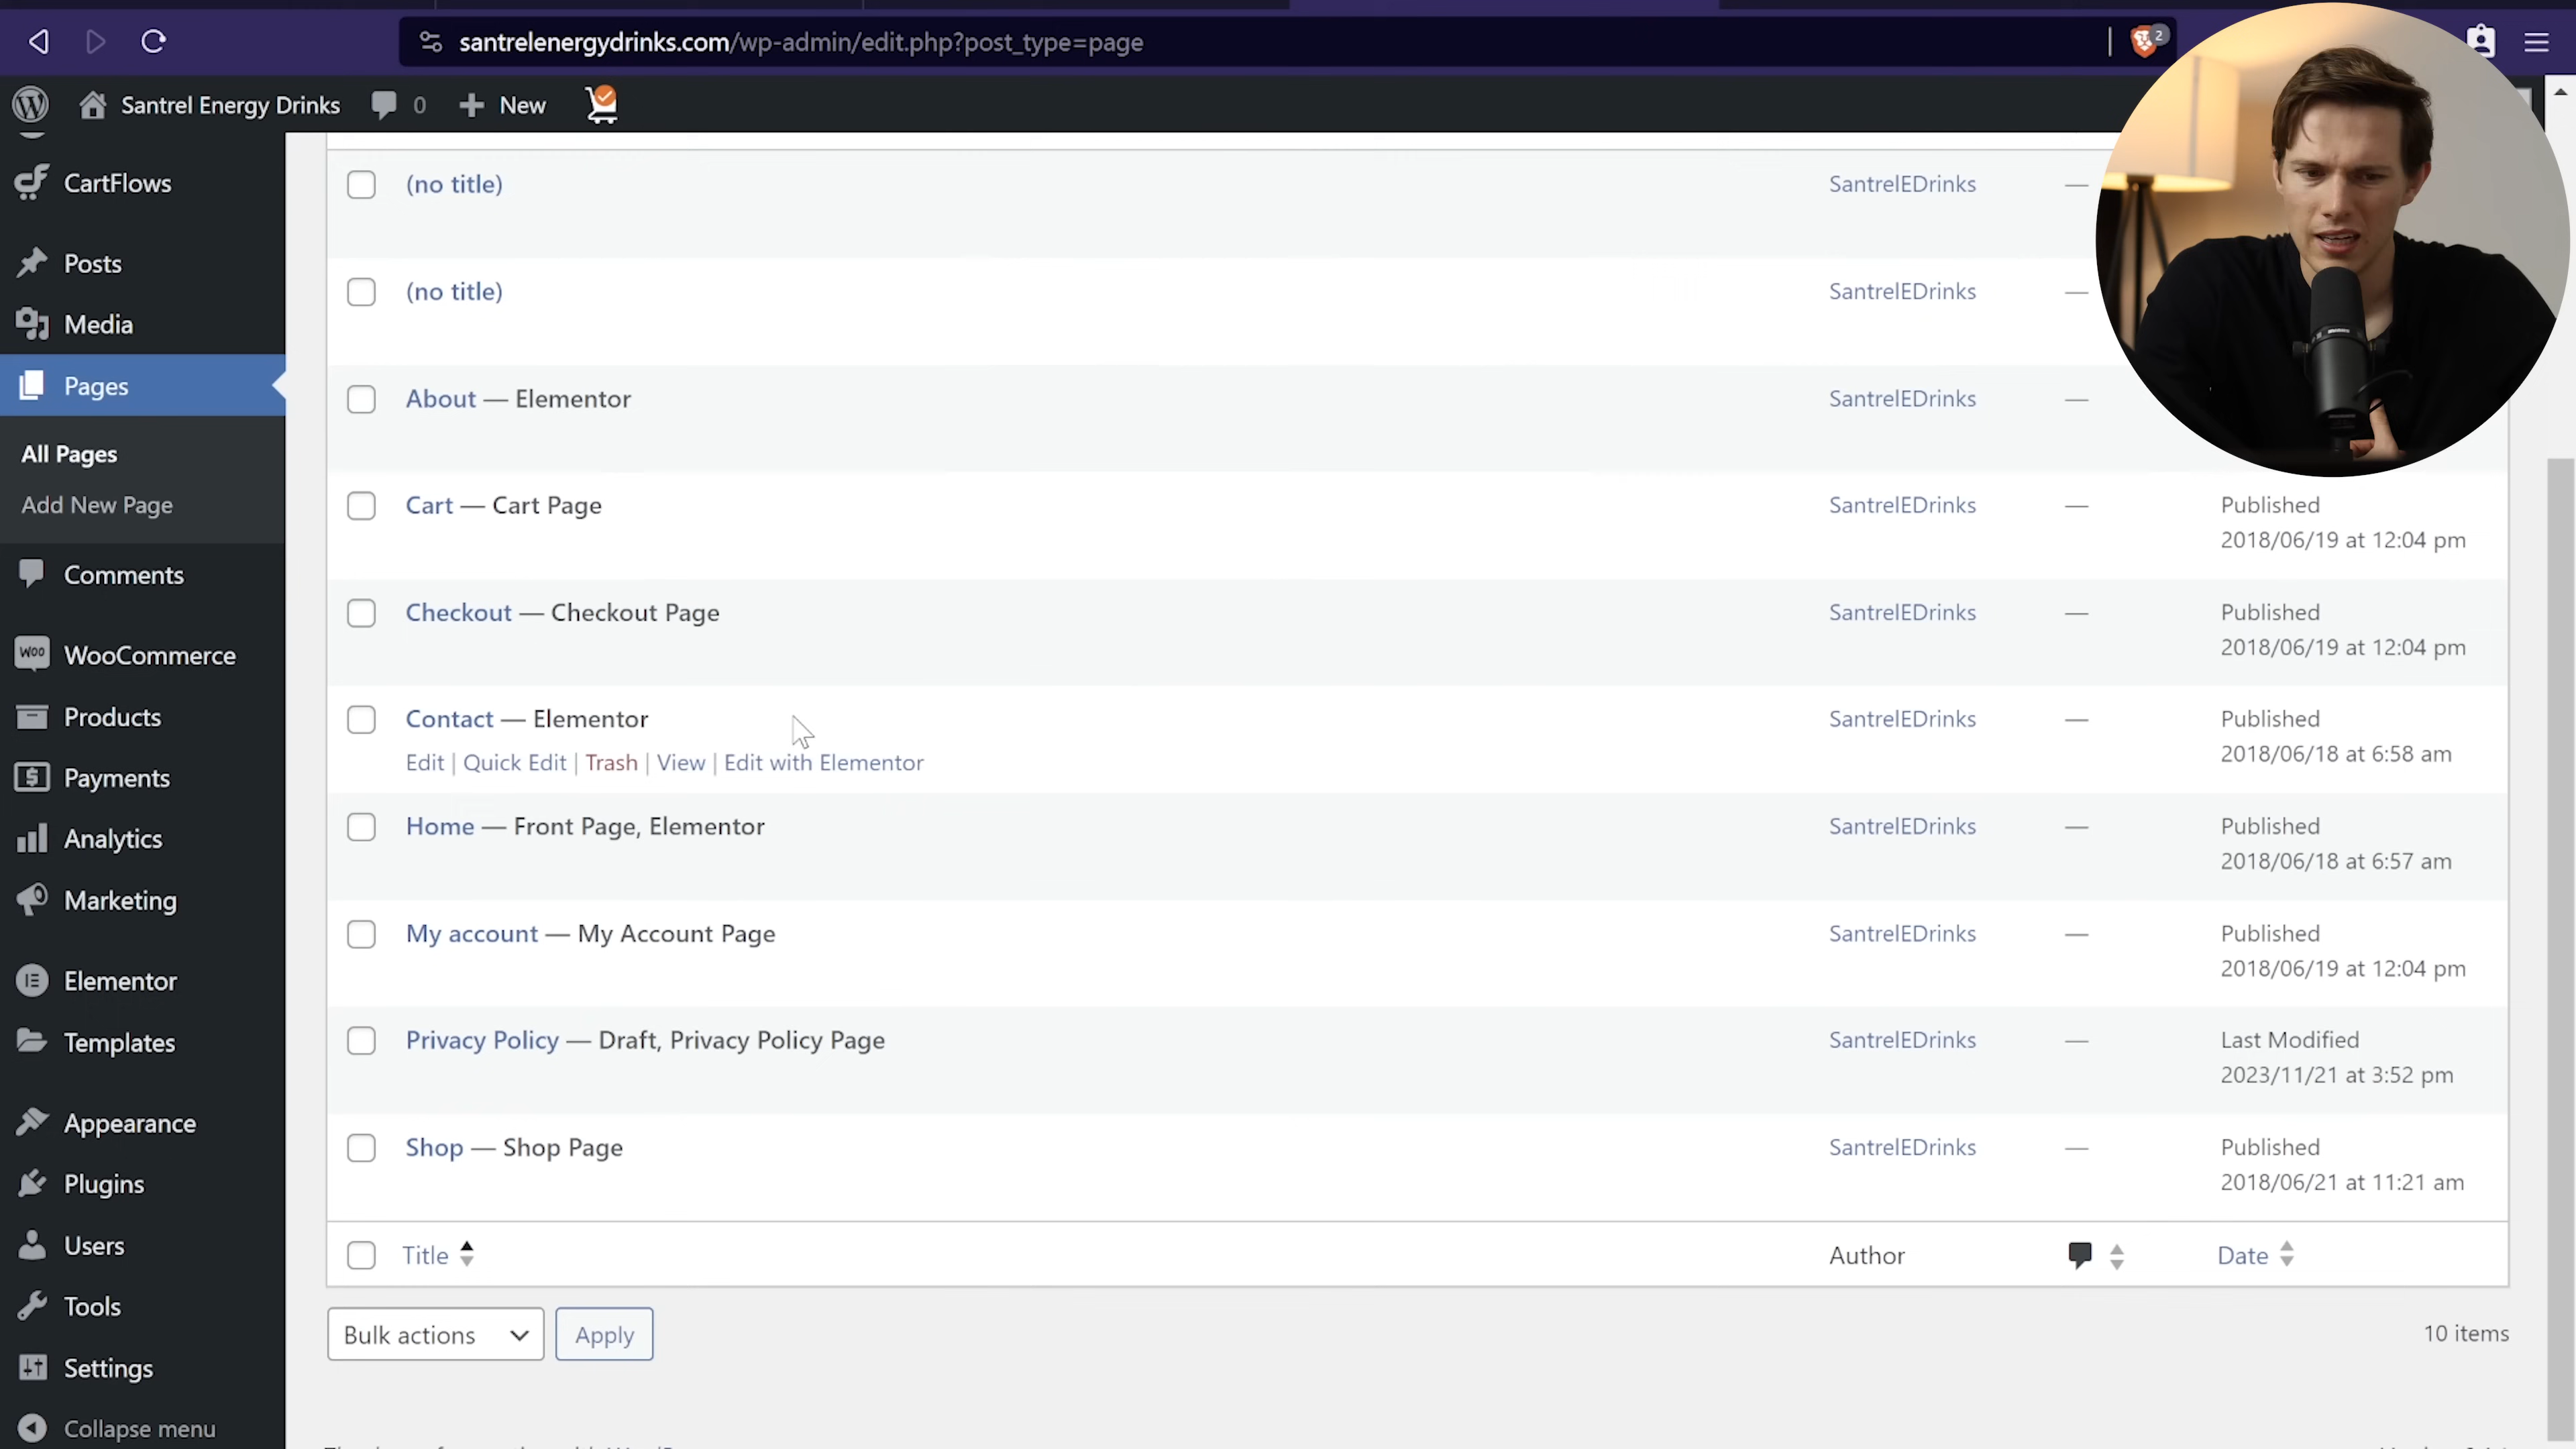 santrelenergydrinks.com/wp-admin/edit.php?post_type=page
2
Santrel Energy Drinks
0
New
CartFlows
Posts
Media
Pages
All Pages
Add New Page
Comments
WOO
WooCommerce
Products
Payments
Analytics
Marketing
Elementor
Templates
Appearance
Plugins
Users
Tools
Settings
Collapse menu
(no title) SantrelEDrinks —
(no title) SantrelEDrinks —
About — Elementor SantrelEDrinks —
Cart — Cart Page SantrelEDrinks — Published
2018/06/19 at 12:04 pm
Checkout — Checkout Page SantrelEDrinks — Published
2018/06/19 at 12:04 pm
Contact — Elementor SantrelEDrinks — Published
Edit | Quick Edit | Trash | View | Edit with Elementor 2018/06/18 at 6:58 am
Home — Front Page, Elementor SantrelEDrinks — Published
2018/06/18 at 6:57 am
My account — My Account Page SantrelEDrinks — Published
2018/06/19 at 12:04 pm
Privacy Policy — Draft, Privacy Policy Page SantrelEDrinks — Last Modified
2023/11/21 at 3:52 pm
Shop — Shop Page SantrelEDrinks — Published
2018/06/21 at 11:21 am
Title Author Date
Bulk actions Apply 10 items